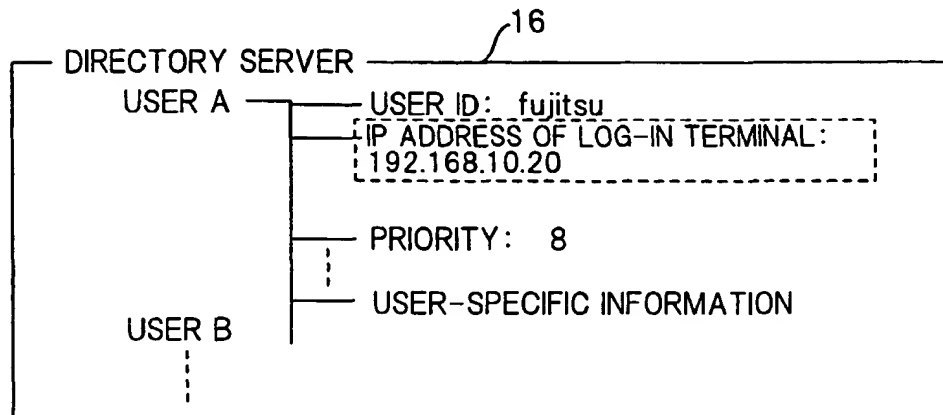 16
DIRECTORY SERVER
USER A
USER ID: fujitsu
IP ADDRESS OF LOG-IN TERMINAL:
192.168.10.20
PRIORITY: 8
USER-SPECIFIC INFORMATION
USER B